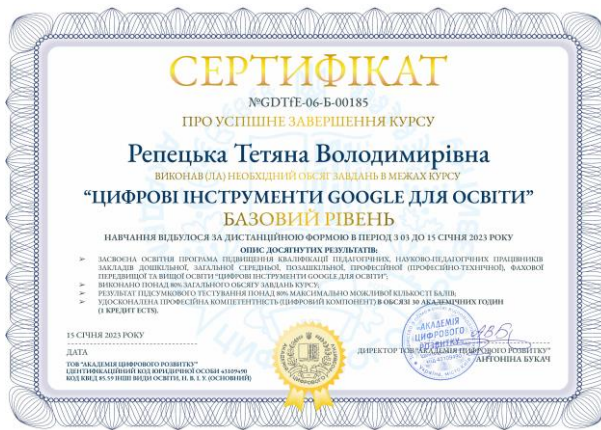 СЕРТИФІКАТ
№GDTfE-06-Б-00185
ПРО УСПІШНЕ ЗАВЕРШЕННЯ КУРСУ
Репецька Тетяна Володимирівна
ВИКОНАВ(ЛА) НЕОБХІДНИЙ ОБСЯГ ЗАВДАНЬ В МЕЖАХ КУРСУ
“ЦИФРОВІ ІНСТРУМЕНТИ GOOGLE ДЛЯ ОСВІТИ”
БАЗОВИЙ РІВЕНЬ
НАВЧАННЯ ВІДБУЛОСЯ ЗА ДИСТАНЦІЙНОЮ ФОРМОЮ В ПЕРІОД З 03 ДО 15 СІЧНЯ 2023 РОКУ
ОПИС ДОСЯГНУТИХ РЕЗУЛЬТАТІВ:
ЗАСВОЄНА ОСВІТНЯ ПРОГРАМА ПІДВИЩЕННЯ КВАЛІФІКАЦІЇ ПЕДАГОГІЧНИХ, НАУКОВО-ПЕДАГОГІЧНИХ ПРАЦІВНИКІВ
ЗАКЛАДІВ ДОШКІЛЬНОЇ, ЗАГАЛЬНОЇ СЕРЕДНЬОЇ, ПОЗАШКІЛЬНОЇ, ПРОФЕСІЙНОЇ (ПРОФЕСІЙНО-ТЕХНІЧНОЇ), ФАХОВОЇ
ПЕРЕДВИЩОЇ ТА ВИЩОЇ ОСВІТИ “ЦИФРОВІ ІНСТРУМЕНТИ GOOGLE ДЛЯ ОСВІТИ”;
ВИКОНАНО ПОНАД 80% ЗАГАЛЬНОГО ОБСЯГУ ЗАВДАНЬ КУРСУ;
РЕЗУЛЬТАТ ПІДСУМКОВОГО ТЕСТУВАННЯ ПОНАД 80% МАКСИМАЛЬНО МОЖЛИВОЇ КІЛЬКОСТІ БАЛІВ;
УДОСКОНАЛЕНА ПРОФЕСІЙНА КОМПЕТЕНТНІСТЬ (ЦИФРОВИЙ КОМПОНЕНТ) В ОБСЯЗІ 30 АКАДЕМІЧНИХ ГОДИН
(1 КРЕДИТ ECTS).
15 СІЧНЯ 2023 РОКУ
ДАТА
ТОВ “АКАДЕМІЯ ЦИФРОВОГО РОЗВИТКУ”
ІДЕНТИФІКАЦІЙНИЙ КОД ЮРИДИЧНОЇ ОСОБИ 43109490
КОД КВЕД 85.59 ІНШІ ВИДИ ОСВІТИ, Н. В. І. У. (ОСНОВНИЙ)
АКАДЕМІЯ
ЦИФРОВОГО
РОЗВИТКУ
ДИРЕКТОР ТОВ “АКАДЕМІЯ ЦИФРОВОГО РОЗВИТКУ”
АНТОНІНА БУКАЧ